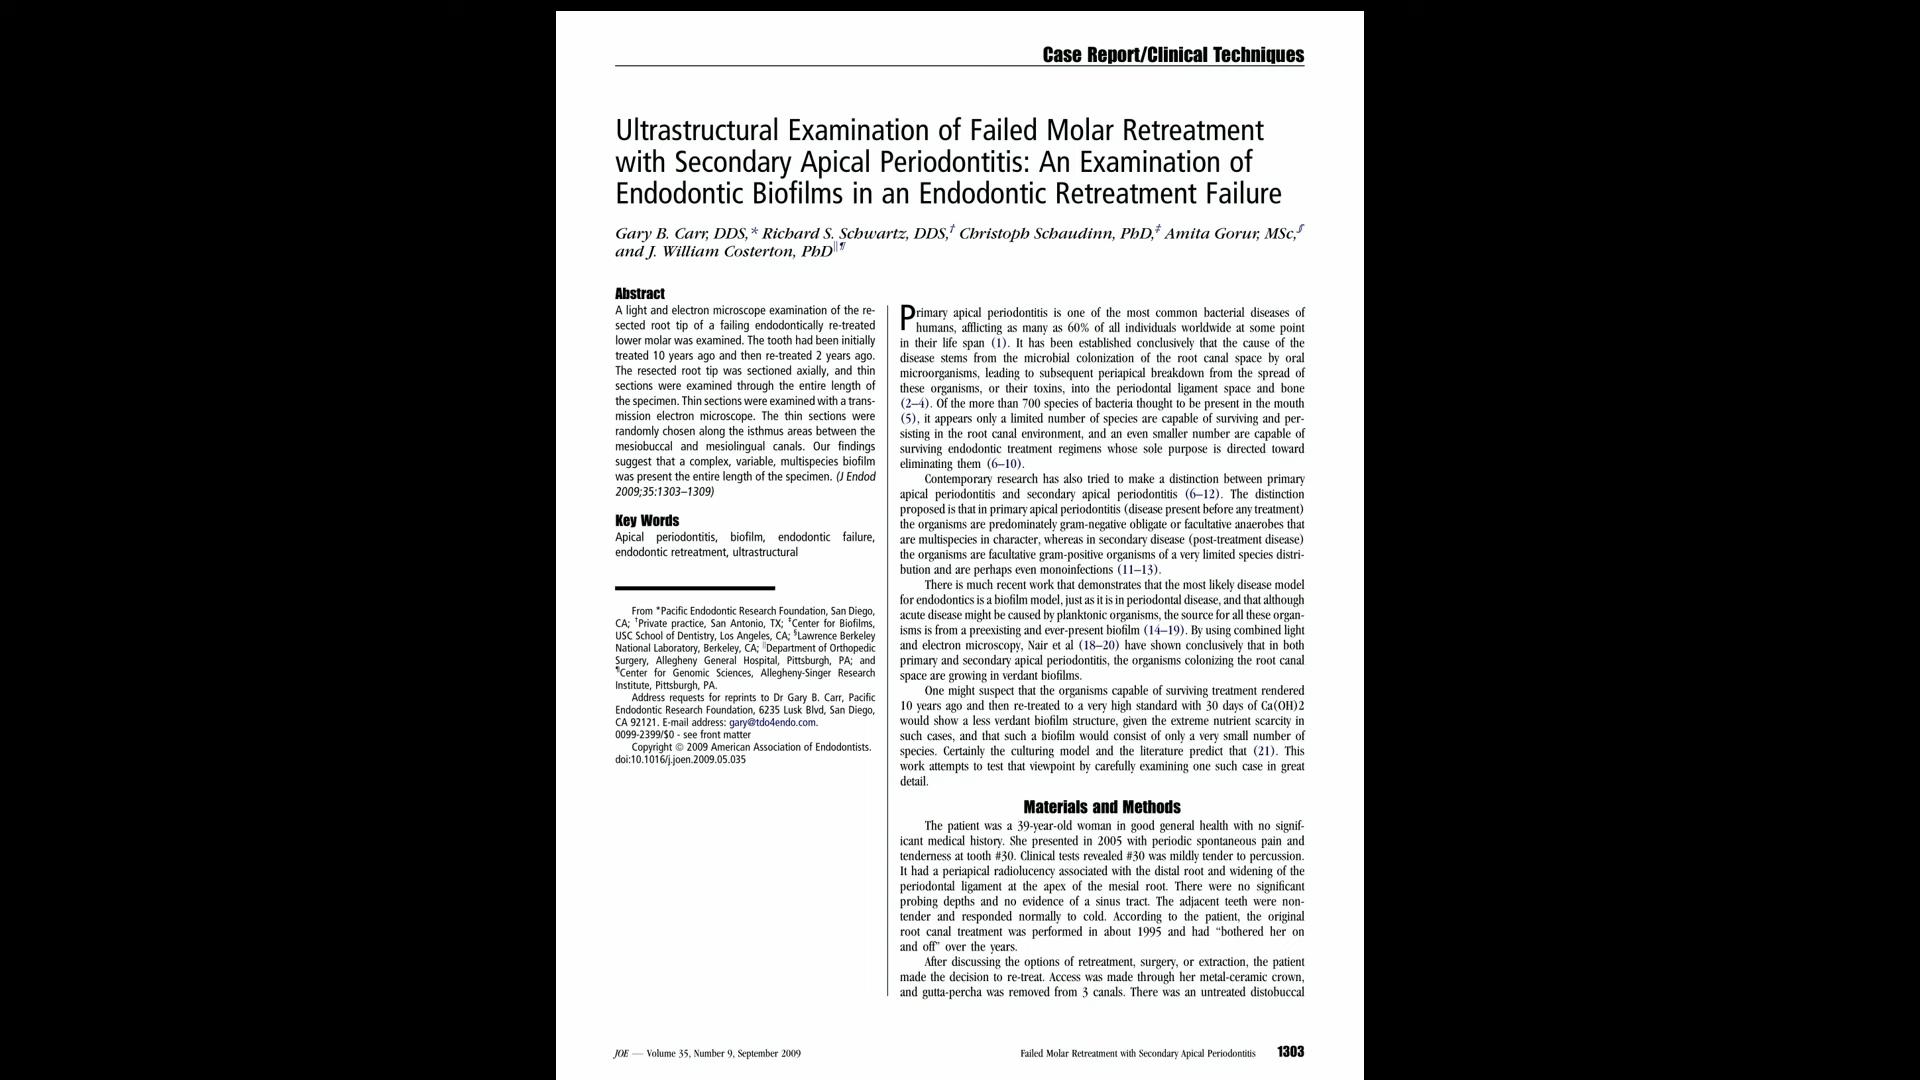 Case Report/Clinical Techniques
Ultrastructural Examination of Failed Molar Retreatment
with Secondary Apical Periodontitis: An Examination of
Endodontic Biofilms in an Endodontic Retreatment Failure
Gary B. Carr, DDS,* Richard S. Schwartz, DDS,† Christoph Schaudinn, PhD,‡ Amita Gorur, MSc,§
and J. William Costerton, PhD‖¶
Abstract
A light and electron microscope examination of the re-
sected root tip of a failing endodontically re-treated
lower molar was examined. The tooth had been initially
treated 10 years ago and then re-treated 2 years ago.
The resected root tip was sectioned axially, and thin
sections were examined through the entire length of
the specimen. Thin sections were examined with a trans-
mission electron microscope. The thin sections were
randomly chosen along the isthmus areas between the
mesiobuccal and mesiolingual canals. Our findings
suggest that a complex, variable, multispecies biofilm
was present the entire length of the specimen. (J Endod
2009;35:1303–1309)
Key Words
Apical periodontitis, biofilm, endodontic failure,
endodontic retreatment, ultrastructural
From *Pacific Endodontic Research Foundation, San Diego,
CA; †Private practice, San Antonio, TX; ‡Center for Biofilms,
USC School of Dentistry, Los Angeles, CA; §Lawrence Berkeley
National Laboratory, Berkeley, CA; ‖Department of Orthopedic
Surgery, Allegheny General Hospital, Pittsburgh, PA; and
¶Center for Genomic Sciences, Allegheny-Singer Research
Institute, Pittsburgh, PA.
Address requests for reprints to Dr Gary B. Carr, Pacific
Endodontic Research Foundation, 6235 Lusk Blvd, San Diego,
CA 92121. E-mail address: gary@tdo4endo.com.
0099-2399/$0 - see front matter
Copyright © 2009 American Association of Endodontists.
doi:10.1016/j.joen.2009.05.035
Primary apical periodontitis is one of the most common bacterial diseases of
humans, afflicting as many as 60% of all individuals worldwide at some point
in their life span (1). It has been established conclusively that the cause of the
disease stems from the microbial colonization of the root canal space by oral
microorganisms, leading to subsequent periapical breakdown from the spread of
these organisms, or their toxins, into the periodontal ligament space and bone
(2–4). Of the more than 700 species of bacteria thought to be present in the mouth
(5), it appears only a limited number of species are capable of surviving and per-
sisting in the root canal environment, and an even smaller number are capable of
surviving endodontic treatment regimens whose sole purpose is directed toward
eliminating them (6–10).
Contemporary research has also tried to make a distinction between primary
apical periodontitis and secondary apical periodontitis (6–12). The distinction
proposed is that in primary apical periodontitis (disease present before any treatment)
the organisms are predominately gram-negative obligate or facultative anaerobes that
are multispecies in character, whereas in secondary disease (post-treatment disease)
the organisms are facultative gram-positive organisms of a very limited species distri-
bution and are perhaps even monoinfections (11–13).
There is much recent work that demonstrates that the most likely disease model
for endodontics is a biofilm model, just as it is in periodontal disease, and that although
acute disease might be caused by planktonic organisms, the source for all these organ-
isms is from a preexisting and ever-present biofilm (14–19). By using combined light
and electron microscopy, Nair et al (18–20) have shown conclusively that in both
primary and secondary apical periodontitis, the organisms colonizing the root canal
space are growing in verdant biofilms.
One might suspect that the organisms capable of surviving treatment rendered
10 years ago and then re-treated to a very high standard with 30 days of Ca(OH)2
would show a less verdant biofilm structure, given the extreme nutrient scarcity in
such cases, and that such a biofilm would consist of only a very small number of
species. Certainly the culturing model and the literature predict that (21). This
work attempts to test that viewpoint by carefully examining one such case in great
detail.
Materials and Methods
The patient was a 39-year-old woman in good general health with no signif-
icant medical history. She presented in 2005 with periodic spontaneous pain and
tenderness at tooth #30. Clinical tests revealed #30 was mildly tender to percussion.
It had a periapical radiolucency associated with the distal root and widening of the
periodontal ligament at the apex of the mesial root. There were no significant
probing depths and no evidence of a sinus tract. The adjacent teeth were non-
tender and responded normally to cold. According to the patient, the original
root canal treatment was performed in about 1995 and had “bothered her on
and off” over the years.
After discussing the options of retreatment, surgery, or extraction, the patient
made the decision to re-treat. Access was made through her metal-ceramic crown,
and gutta-percha was removed from 3 canals. There was an untreated distobuccal
JOE — Volume 35, Number 9, September 2009
Failed Molar Retreatment with Secondary Apical Periodontitis 1303